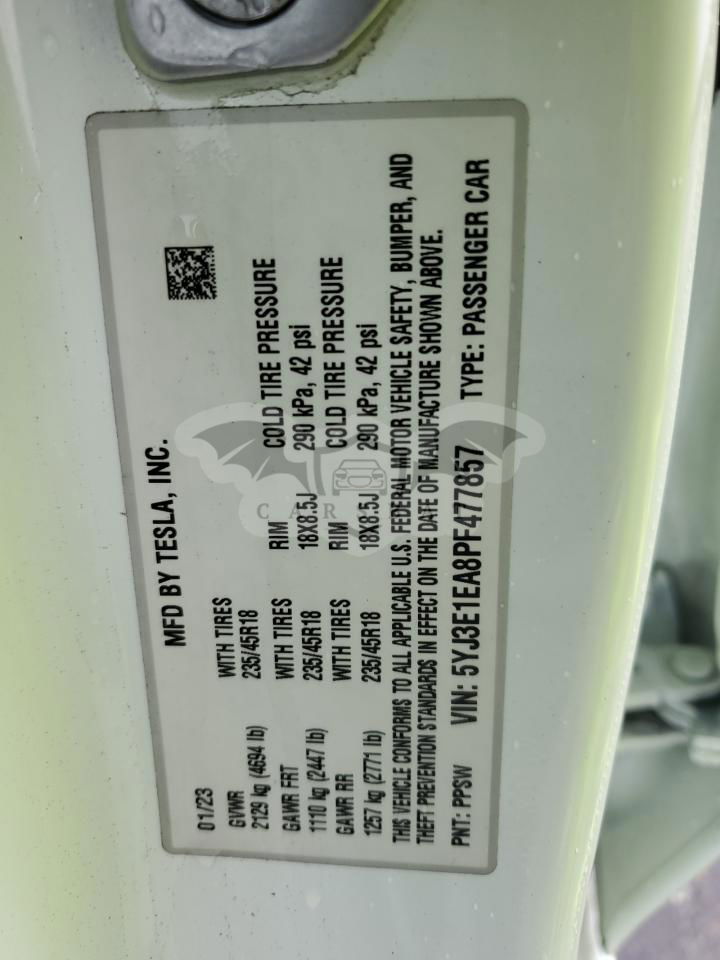 MFD BY TESLA, INC.
01/23
GVWR WITH TIRES
2129 kg (4694 lb) 235/45R18
GAWR FRT WITH TIRES RIM COLD TIRE PRESSURE
1110 kg (2447 lb) 235/45R18 18X8.5J 290 kPa, 42 psi
GAWR RR WITH TIRES RIM COLD TIRE PRESSURE
1257 kg (2771 lb) 235/45R18 18X8.5J 290 kPa, 42 psi
THIS VEHICLE CONFORMS TO ALL APPLICABLE U.S. FEDERAL MOTOR VEHICLE SAFETY, BUMPER, AND
THEFT PREVENTION STANDARDS IN EFFECT ON THE DATE OF MANUFACTURE SHOWN ABOVE.
PNT: PPSW VIN: 5YJ3E1EA8PF477857 TYPE: PASSENGER CAR